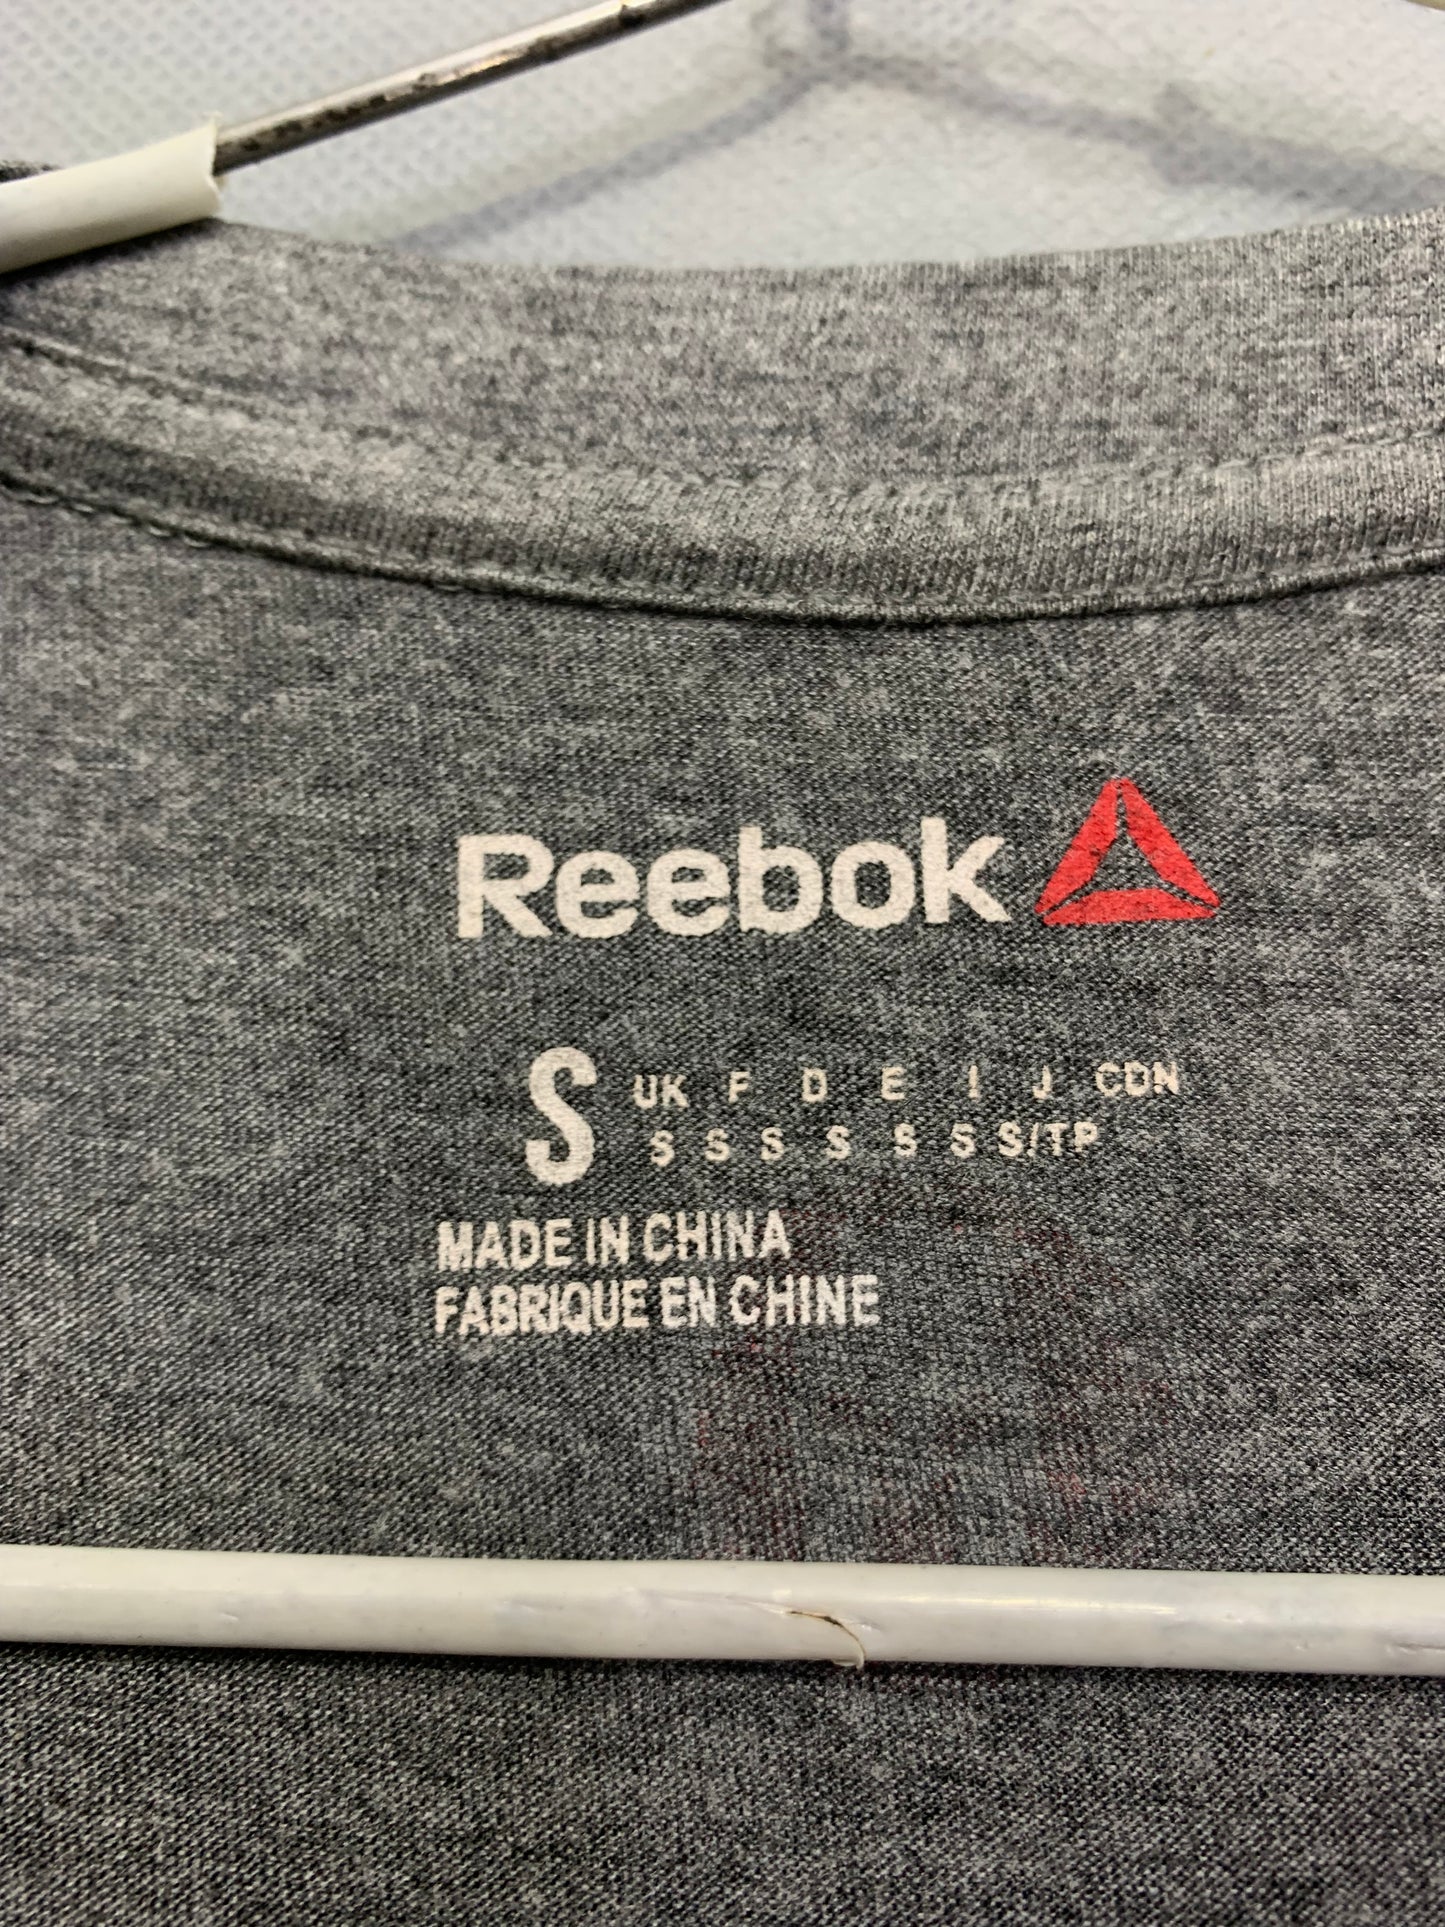 Reebok
S UK F D E I J CDN
S S S S S S S/TP
MADE IN CHINA
FABRIQUE EN CHINE